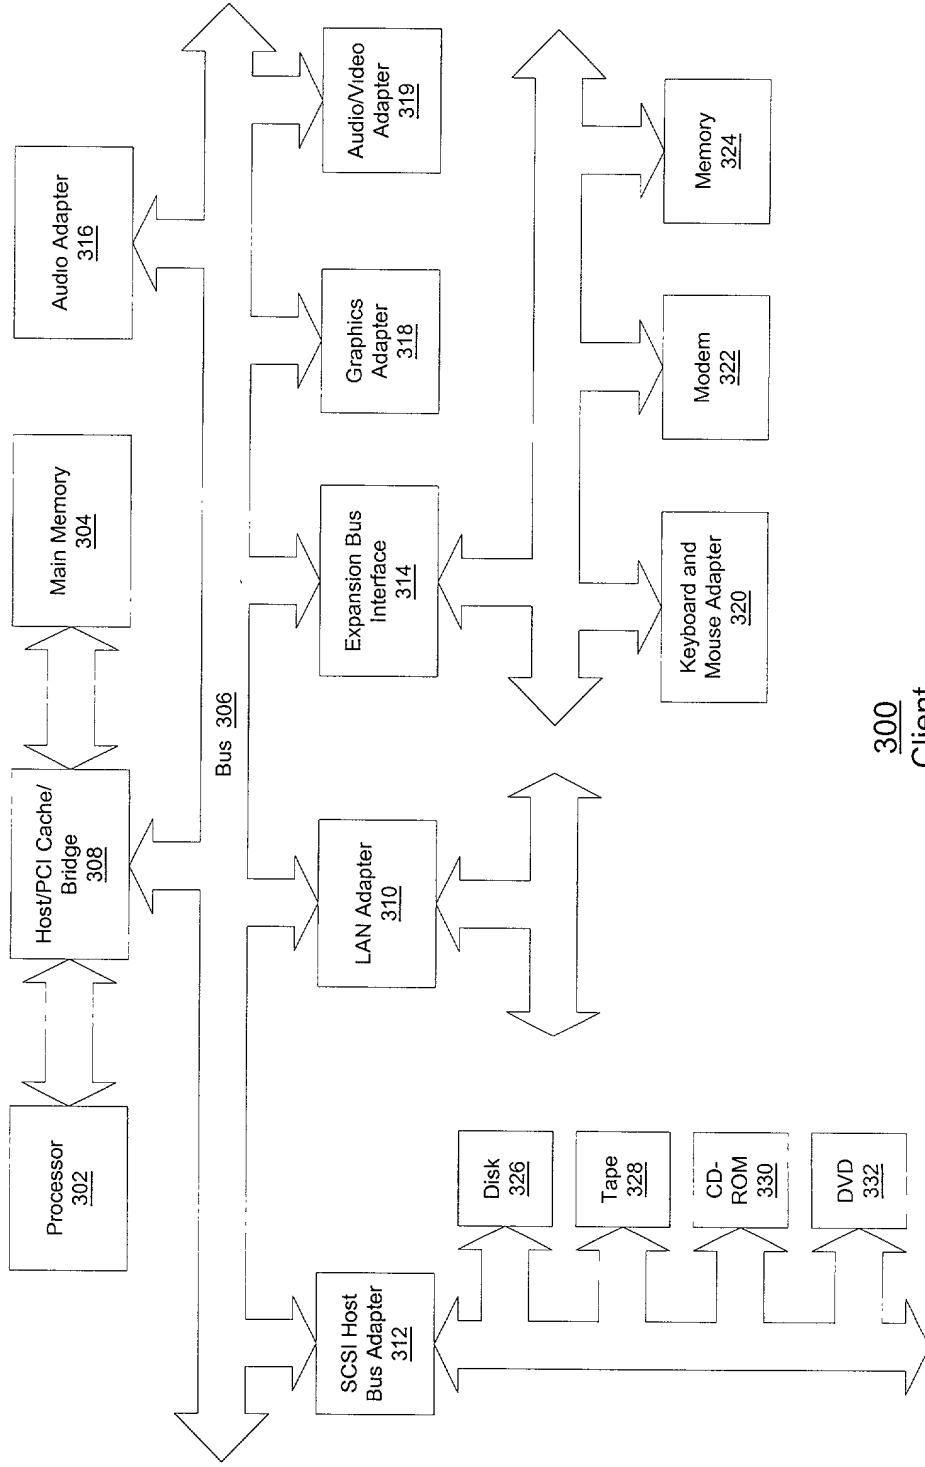 Processor
302
Host/PCI Cache/
Bridge
308
Main Memory
304
Audio Adapter
316
Bus 306
SCSI Host
Bus Adapter
312
LAN Adapter
310
Expansion Bus
Interface
314
Graphics
Adapter
318
Audio/Video
Adapter
319
Disk
326
Tape
328
CD-
ROM
330
DVD
332
Keyboard and
Mouse Adapter
320
Modem
322
Memory
324
300
Client